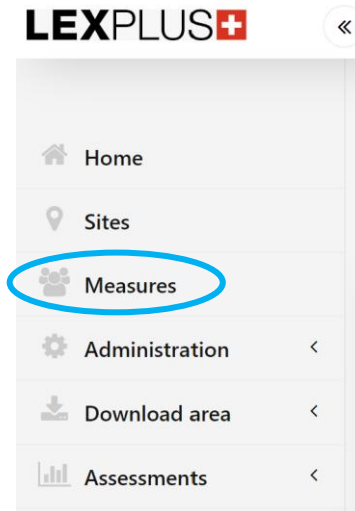 LEXPLUS
Home
Sites
Measures
Administration
Download area
Assessments